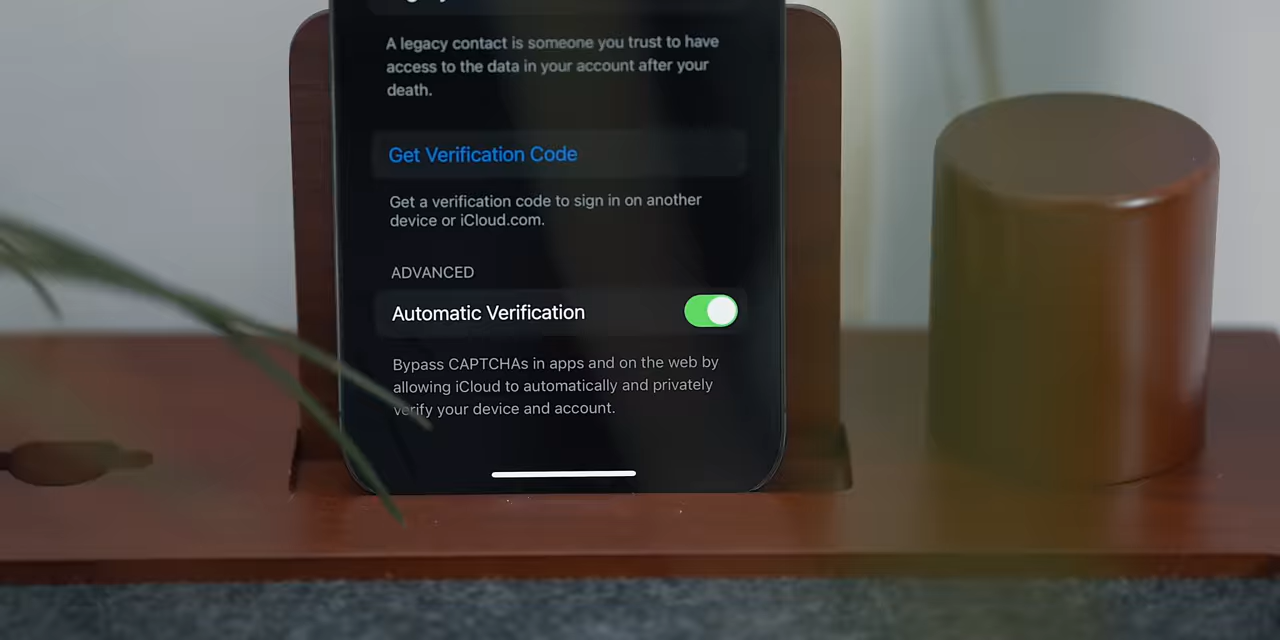 A legacy contact is someone you trust to have
access to the data in your account after your
death.
Get Verification Code
Get a verification code to sign in on another
device or iCloud.com.
ADVANCED
Automatic Verification
Bypass CAPTCHAs in apps and on the web by
allowing iCloud to automatically and privately
verify your device and account.